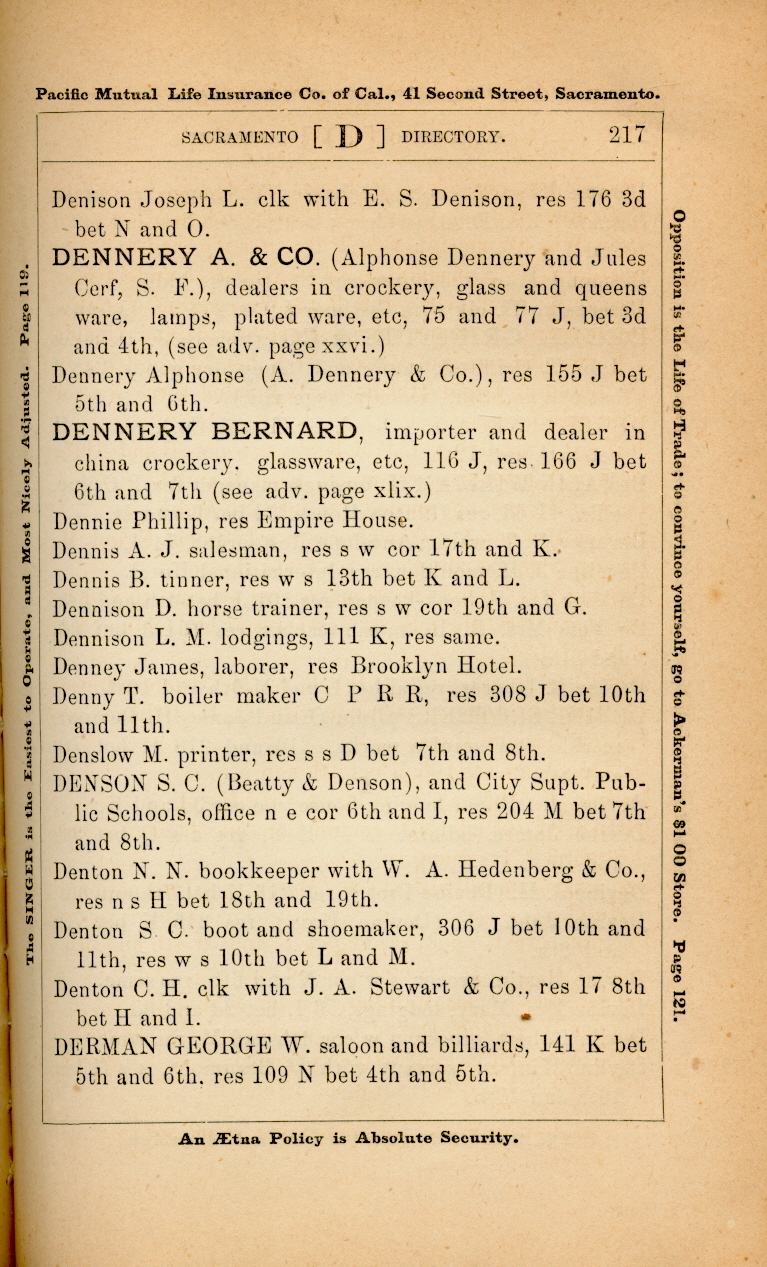 Pacific Mutual Life Insurance Co. of Cal., 41 Second Street, Sacramento.
SACRAMENTO [ D ] DIRECTORY. 217
Denison Joseph L. clk with E. S. Denison, res 176 3d
bet N and O.
DENNERY A. & CO. (Alphonse Dennery and Jules
Cerf, S. F.), dealers in crockery, glass and queens
ware, lamps, plated ware, etc, 75 and 77 J, bet 3d
and 4th, (see adv. page xxvi.)
Dennery Alphonse (A. Dennery & Co.), res 155 J bet
5th and 6th.
DENNERY BERNARD, importer and dealer in
china crockery. glassware, etc, 116 J, res 166 J bet
6th and 7th (see adv. page xlix.)
Dennie Phillip, res Empire House.
Dennis A. J. salesman, res s w cor 17th and K.
Dennis B. tinner, res w s 13th bet K and L.
Dennison D. horse trainer, res s w cor 19th and G.
Dennison L. M. lodgings, 111 K, res same.
Denney James, laborer, res Brooklyn Hotel.
Denny T. boiler maker C P R R, res 308 J bet 10th
and 11th.
Denslow M. printer, res s s D bet 7th and 8th.
DENSON S. C. (Beatty & Denson), and City Supt. Pub-
lic Schools, office n e cor 6th and I, res 204 M bet 7th
and 8th.
Denton N. N. bookkeeper with W. A. Hedenberg & Co.,
res n s H bet 18th and 19th.
Denton S. C. boot and shoemaker, 306 J bet 10th and
11th, res w s 10th bet L and M.
Denton C. H. clk with J. A. Stewart & Co., res 17 8th
bet H and I.
DERMAN GEORGE W. saloon and billiards, 141 K bet
5th and 6th. res 109 N bet 4th and 5th.
An Ætna Policy is Absolute Security.
The SINGER is the Easiest to Operate, and Most Nicely Adjusted. Page 119.
Opposition is the Life of Trade; to convince yourself, go to Ackerman's $1 00 Store. Page 121.